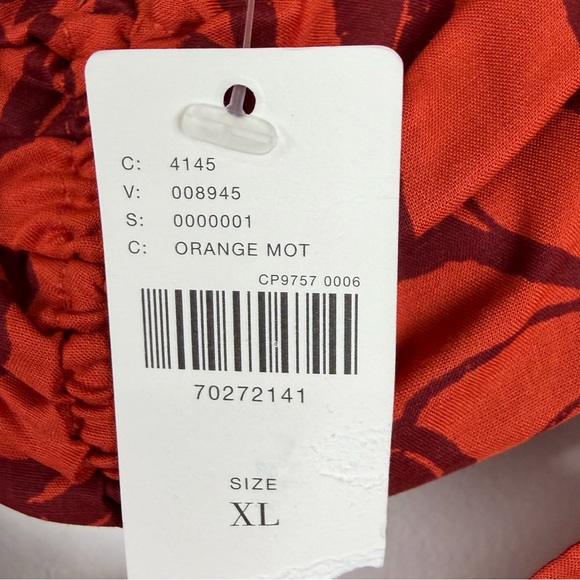 C: 4145
V: 008945
S: 0000001
C: ORANGE MOT
CP9757 0006
70272141
SIZE
XL